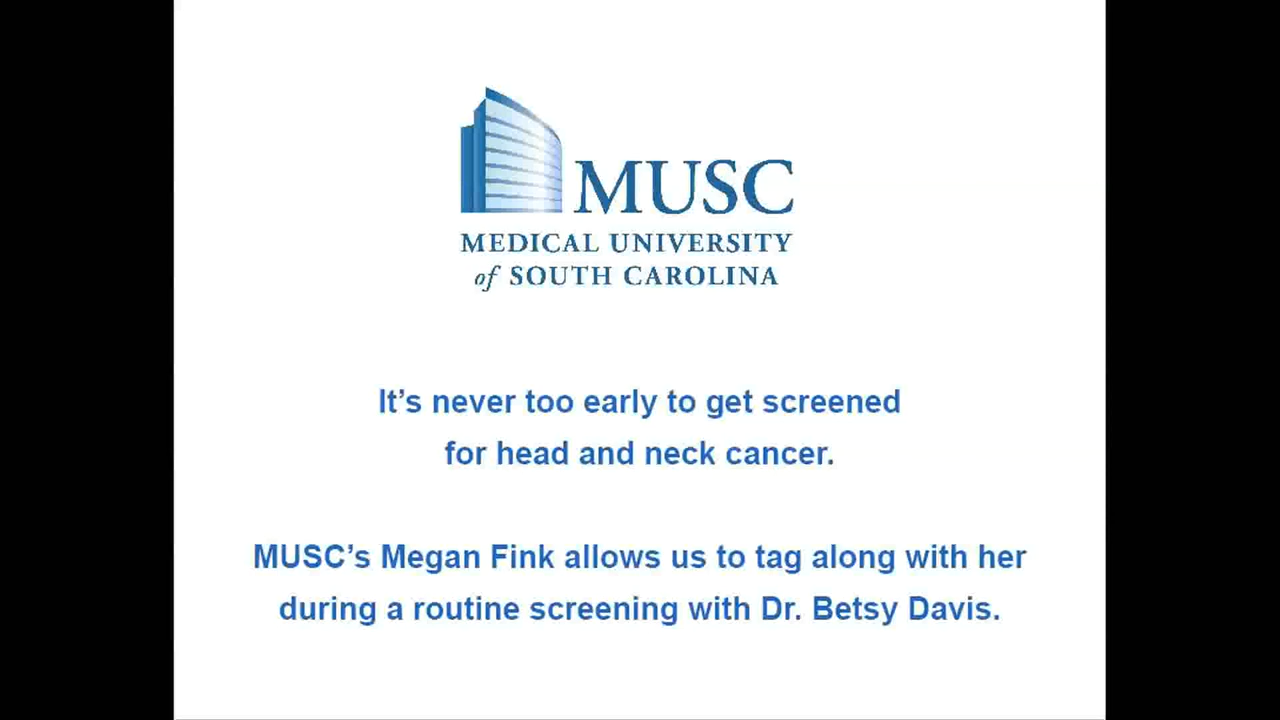 MUSC
MEDICAL UNIVERSITY
of SOUTH CAROLINA
It’s never too early to get screened
for head and neck cancer.
MUSC’s Megan Fink allows us to tag along with her
during a routine screening with Dr. Betsy Davis.